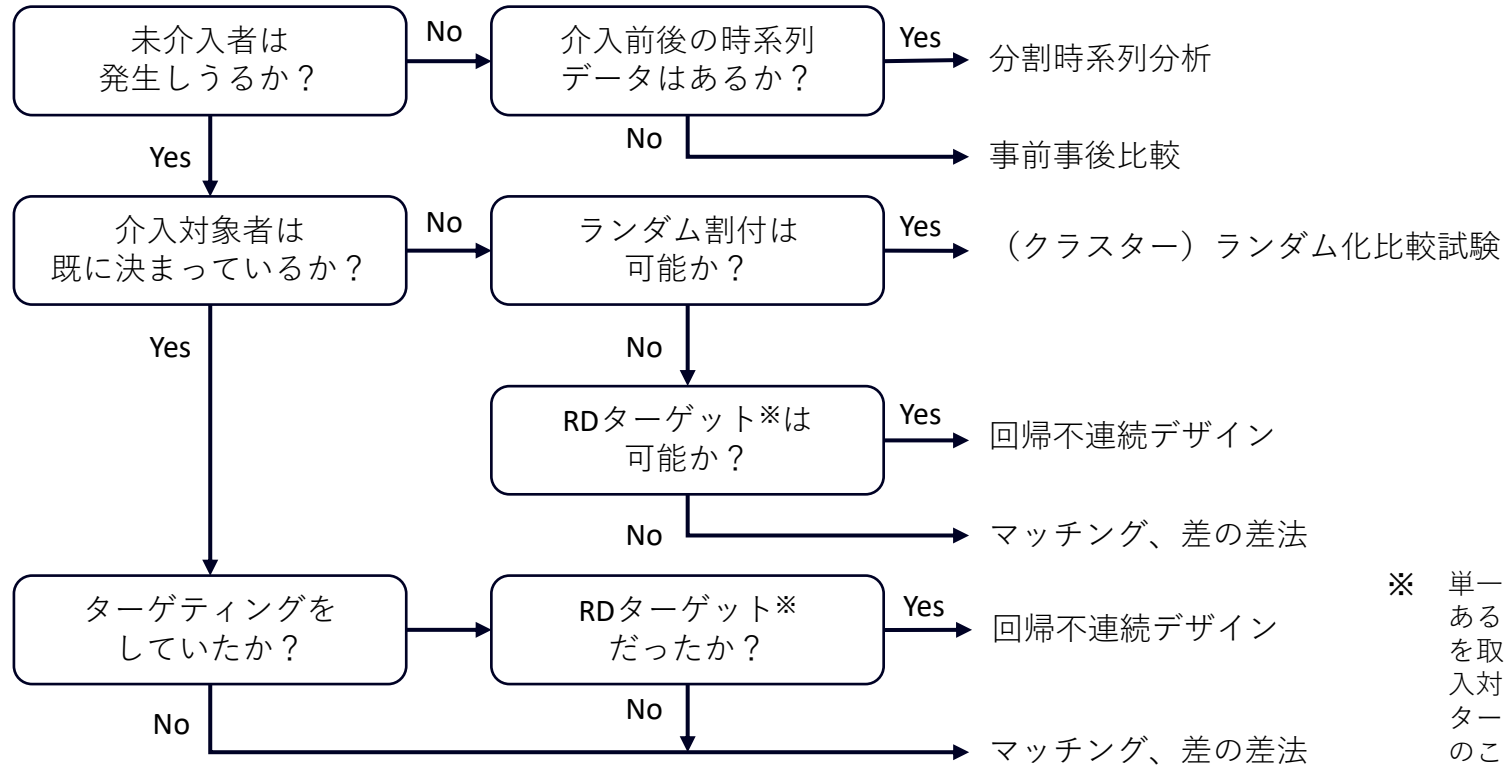 未介入者は
発生しうるか？
No
介入前後の時系列
データはあるか？
Yes
分割時系列分析
No
事前事後比較
Yes
介入対象者は
既に決まっているか？
No
ランダム割付は
可能か？
Yes
（クラスター）ランダム化比較試験
Yes
No
RDターゲット※は
可能か？
Yes
回帰不連続デザイン
No
マッチング、差の差法
ターゲティングを
していたか？
RDターゲット※
だったか？
Yes
回帰不連続デザイン
No
No
マッチング、差の差法
※ 単一
ある
を取
入対
ター
のこ